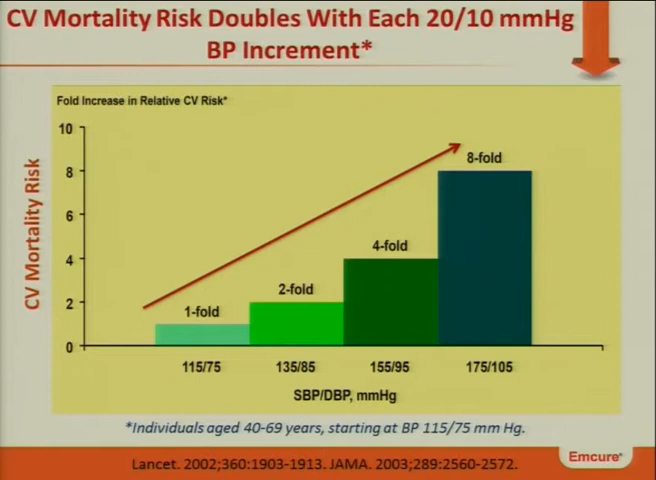 CV Mortality Risk Doubles With Each 20/10 mmHg
BP Increment*
Fold Increase in Relative CV Risk*
CV Mortality Risk
10
8
6
4
2
0
1-fold
2-fold
4-fold
8-fold
115/75
135/85
155/95
175/105
SBP/DBP, mmHg
*Individuals aged 40-69 years, starting at BP 115/75 mm Hg.
Lancet. 2002;360:1903-1913. JAMA. 2003;289:2560-2572.
Emcure®